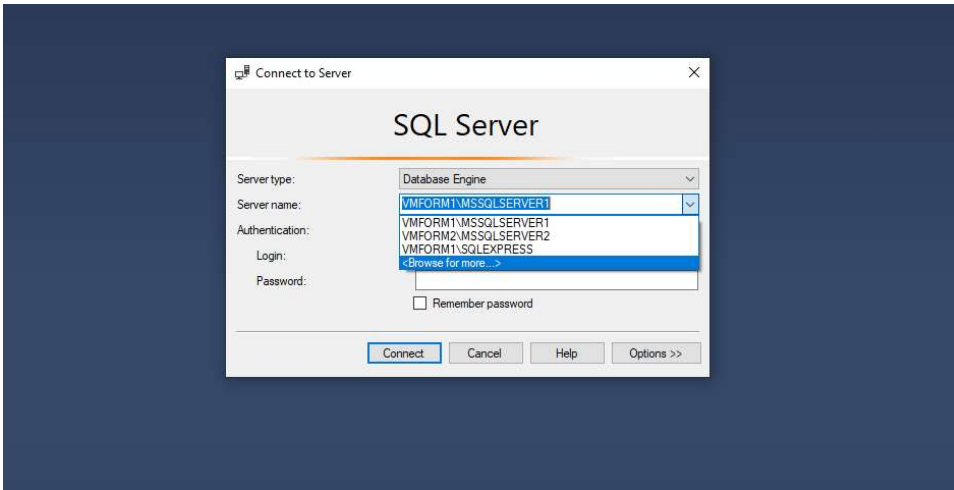 Connect to Server
SQL Server
Server type: Database Engine
Server name: VMFORM1\MSSQLSERVER1
Authentication: VMFORM1\MSSQLSERVER1
VMFORM2\MSSQLSERVER2
VMFORM1\SQLEXPRESS
Login: <Browse for more...>
Password:
Remember password
Connect Cancel Help Options >>